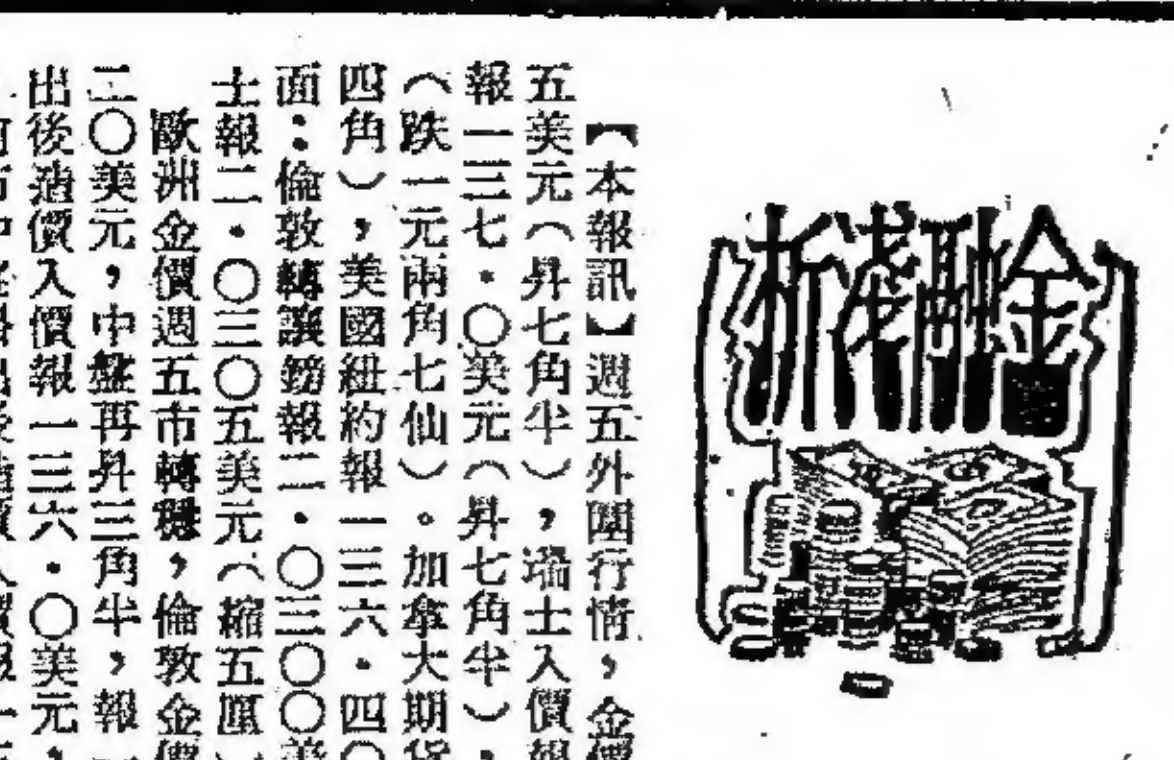 金融淺析
【本報訊】週五外圍行情，金價
五美元（昇七角半），瑞士入價報
報一三七·〇美元（昇七角半），
（跌一元兩角七仙）。加拿大期貨
四角），美國紐約報一三六·四〇
面：倫敦轉讓鎊報二·〇三〇〇美
士報二·〇三〇五美元（縮五厘）
歐洲金價週五市轉穩，倫敦金價
二〇美元，中盤再昇三角半，報一
出後造價入價報一三六·〇美元，